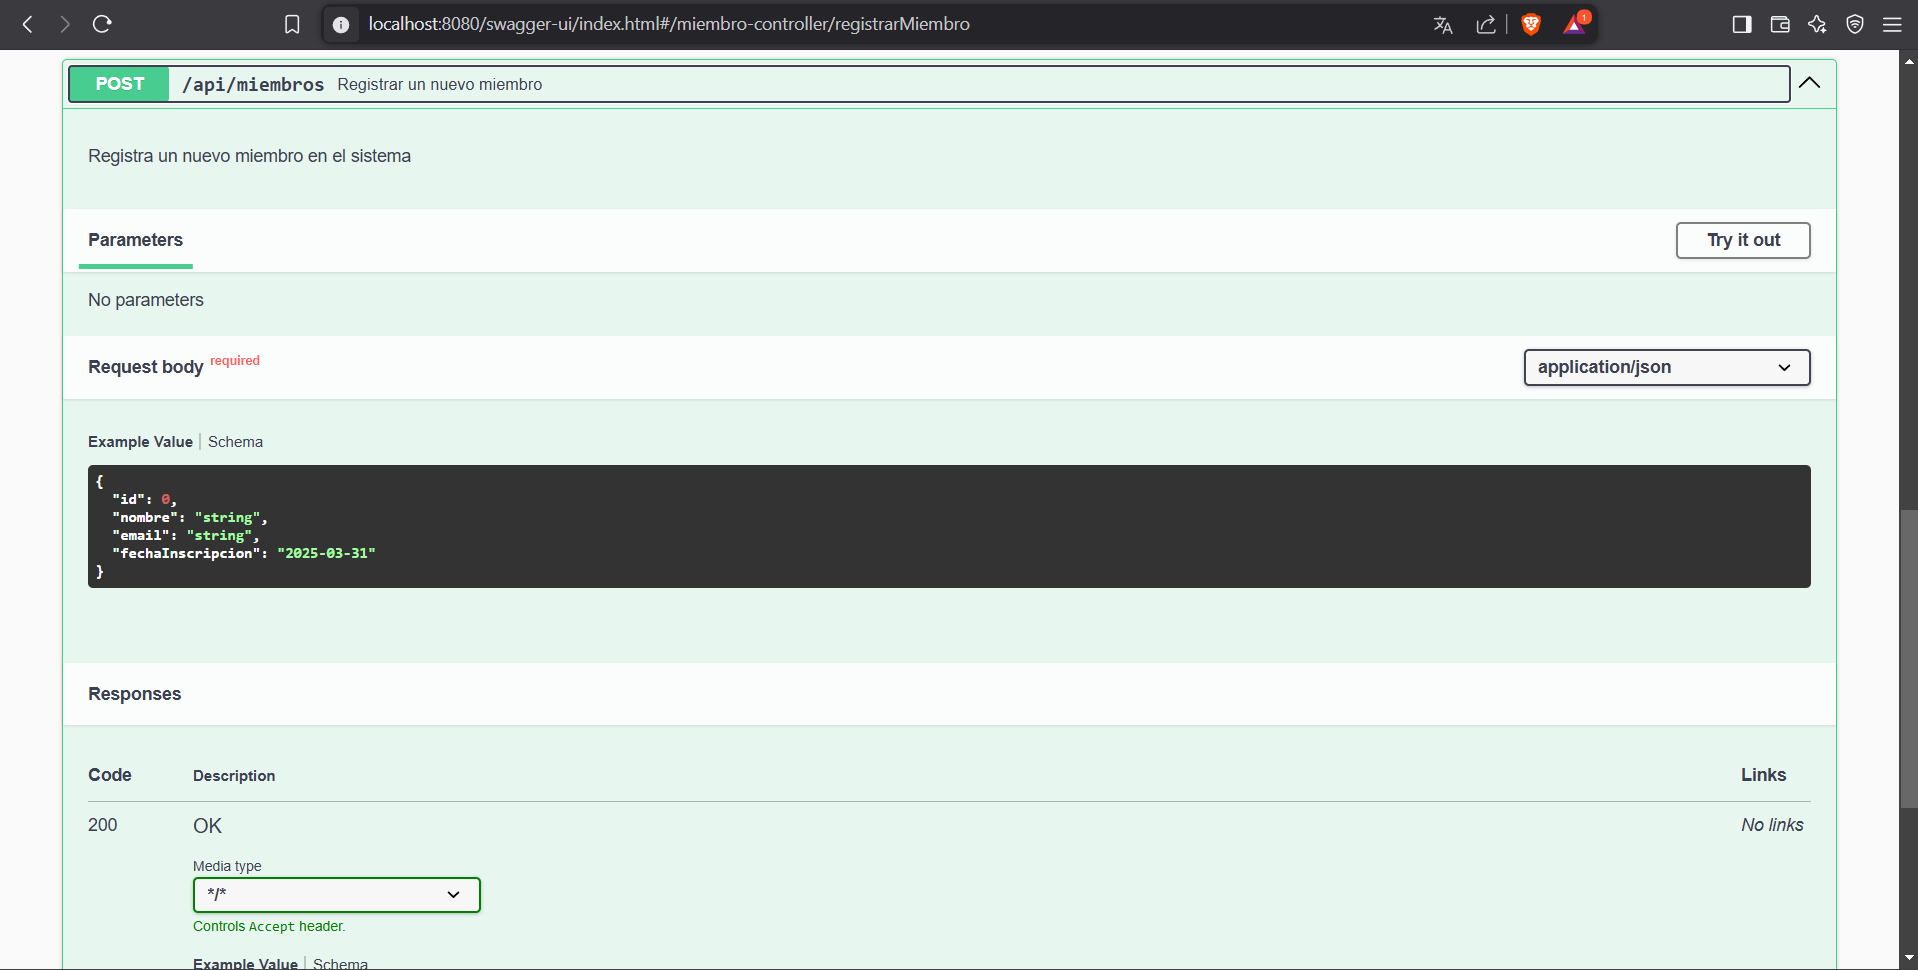 localhost:8080/swagger-ui/index.html#/miembro-controller/registrarMiembro
1
POST /api/miembros Registrar un nuevo miembro
Registra un nuevo miembro en el sistema
Parameters
Try it out
No parameters
Request body required
application/json
Example Value | Schema
{
"id": 0,
"nombre": "string",
"email": "string",
"fechaInscripcion": "2025-03-31"
}
Responses
Code Description Links
200 OK No links
Media type
*/*
Controls Accept header.
Example Value | Schema